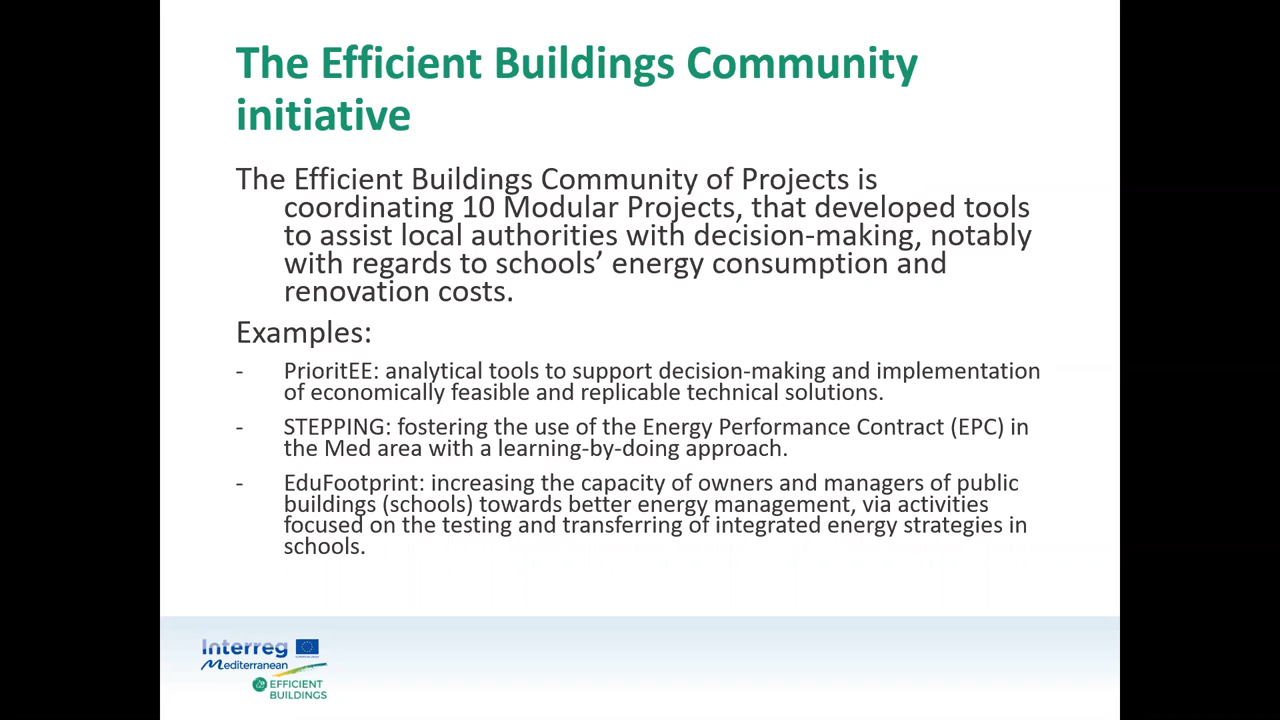 The Efficient Buildings Community
initiative
The Efficient Buildings Community of Projects is
coordinating 10 Modular Projects, that developed tools
to assist local authorities with decision-making, notably
with regards to schools’ energy consumption and
renovation costs.
Examples:
- PrioritEE: analytical tools to support decision-making and implementation
of economically feasible and replicable technical solutions.
- STEPPING: fostering the use of the Energy Performance Contract (EPC) in
the Med area with a learning-by-doing approach.
- EduFootprint: increasing the capacity of owners and managers of public
buildings (schools) towards better energy management, via activities
focused on the testing and transferring of integrated energy strategies in
schools.
Interreg
Mediterranean
EFFICIENT
BUILDINGS